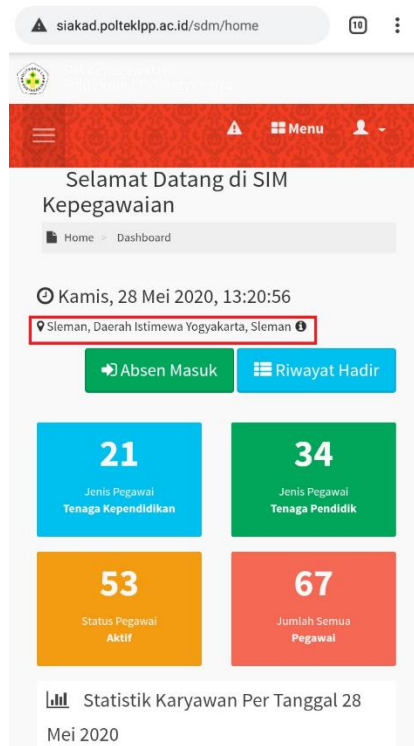 siakad.polteklpp.ac.id/sdm/home
10
Menu
Selamat Datang di SIM
Kepegawaian
Home > Dashboard
Kamis, 28 Mei 2020, 13:20:56
Sleman, Daerah Istimewa Yogyakarta, Sleman
Absen Masuk
Riwayat Hadir
21
Jenis Pegawai
Tenaga Kependidikan
34
Jenis Pegawai
Tenaga Pendidik
53
Status Pegawai
Aktif
67
Jumlah Semua
Pegawai
Statistik Karyawan Per Tanggal 28
Mei 2020